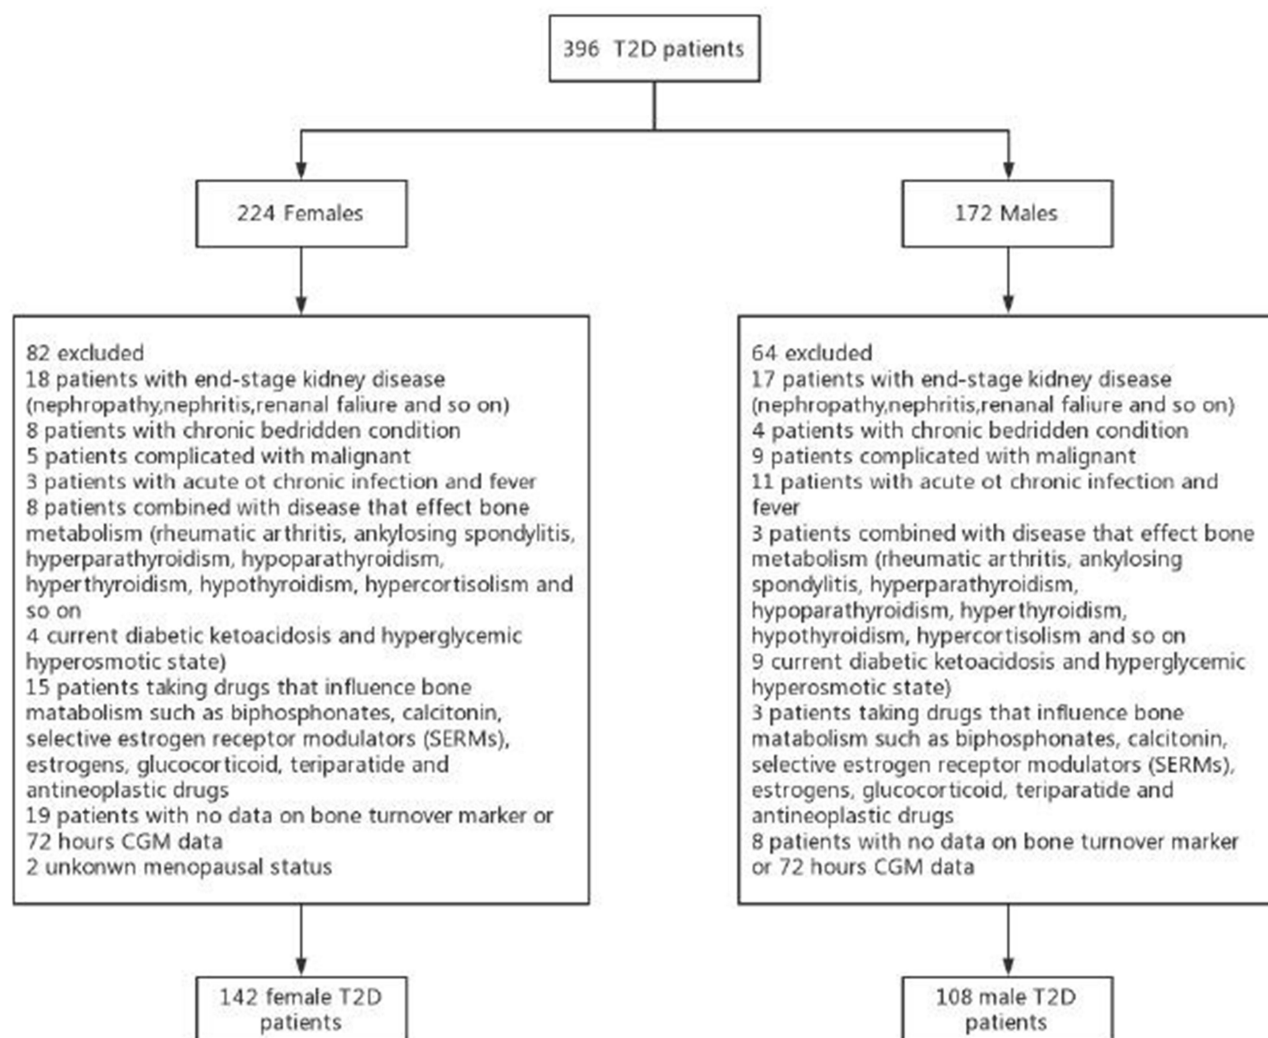 396 T2D patients
224 Females
172 Males
82 excluded
18 patients with end-stage kidney disease
(nephropathy,nephritis,renanal faliure and so on)
8 patients with chronic bedridden condition
5 patients complicated with malignant
3 patients with acute ot chronic infection and fever
8 patients combined with disease that effect bone
metabolism (rheumatic arthritis, ankylosing spondylitis,
hyperparathyroidism, hypoparathyroidism,
hyperthyroidism, hypothyroidism, hypercortisolism and
so on
4 current diabetic ketoacidosis and hyperglycemic
hyperosmotic state)
15 patients taking drugs that influence bone
matabolism such as biphosphonates, calcitonin,
selective estrogen receptor modulators (SERMs),
estrogens, glucocorticoid, teriparatide and
antineoplastic drugs
19 patients with no data on bone turnover marker or
72 hours CGM data
2 unkonwn menopausal status
64 excluded
17 patients with end-stage kidney disease
(nephropathy,nephritis,renanal faliure and so on)
4 patients with chronic bedridden condition
9 patients complicated with malignant
11 patients with acute ot chronic infection and
fever
3 patients combined with disease that effect bone
metabolism (rheumatic arthritis, ankylosing
spondylitis, hyperparathyroidism,
hypoparathyroidism, hyperthyroidism,
hypothyroidism, hypercortisolism and so on
9 current diabetic ketoacidosis and hyperglycemic
hyperosmotic state)
3 patients taking drugs that influence bone
matabolism such as biphosphonates, calcitonin,
selective estrogen receptor modulators (SERMs),
estrogens, glucocorticoid, teriparatide and
antineoplastic drugs
8 patients with no data on bone turnover marker
or 72 hours CGM data
142 female T2D
patients
108 male T2D
patients